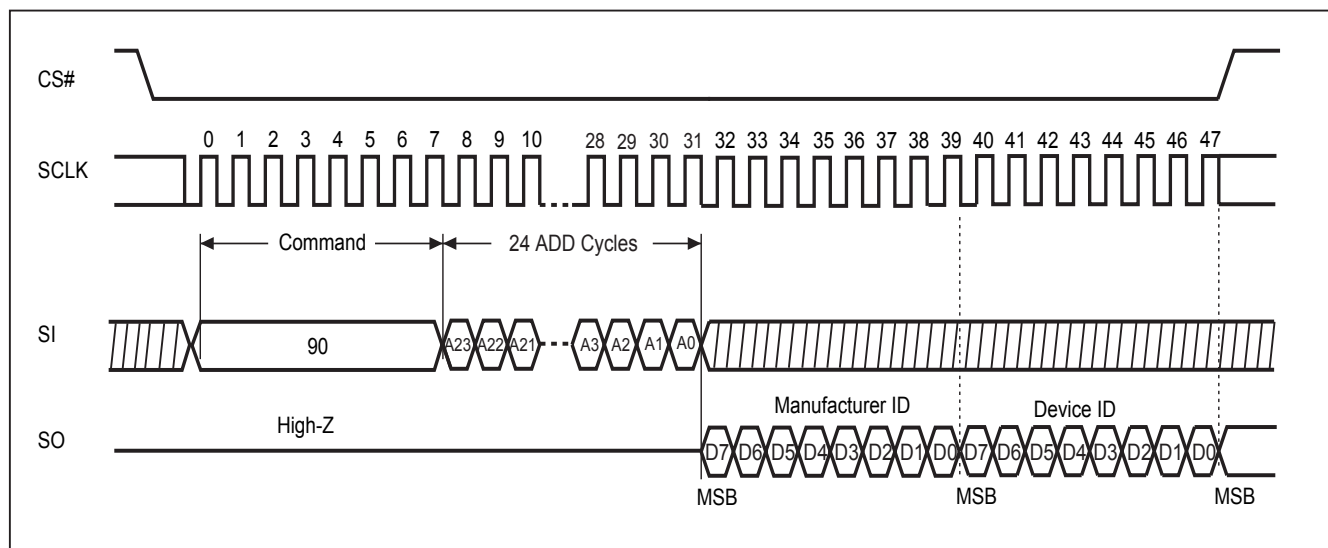 CS#
0 1 2 3 4 5 6 7 8 9 10 28 29 30 31 32 33 34 35 36 37 38 39 40 41 42 43 44 45 46 47
SCLK
Command 24 ADD Cycles
SI 90 A23 A22 A21 A3 A2 A1 A0
Manufacturer ID Device ID
High-Z
SO D7 D6 D5 D4 D3 D2 D1 D0 D7 D6 D5 D4 D3 D2 D1 D0
MSB MSB MSB